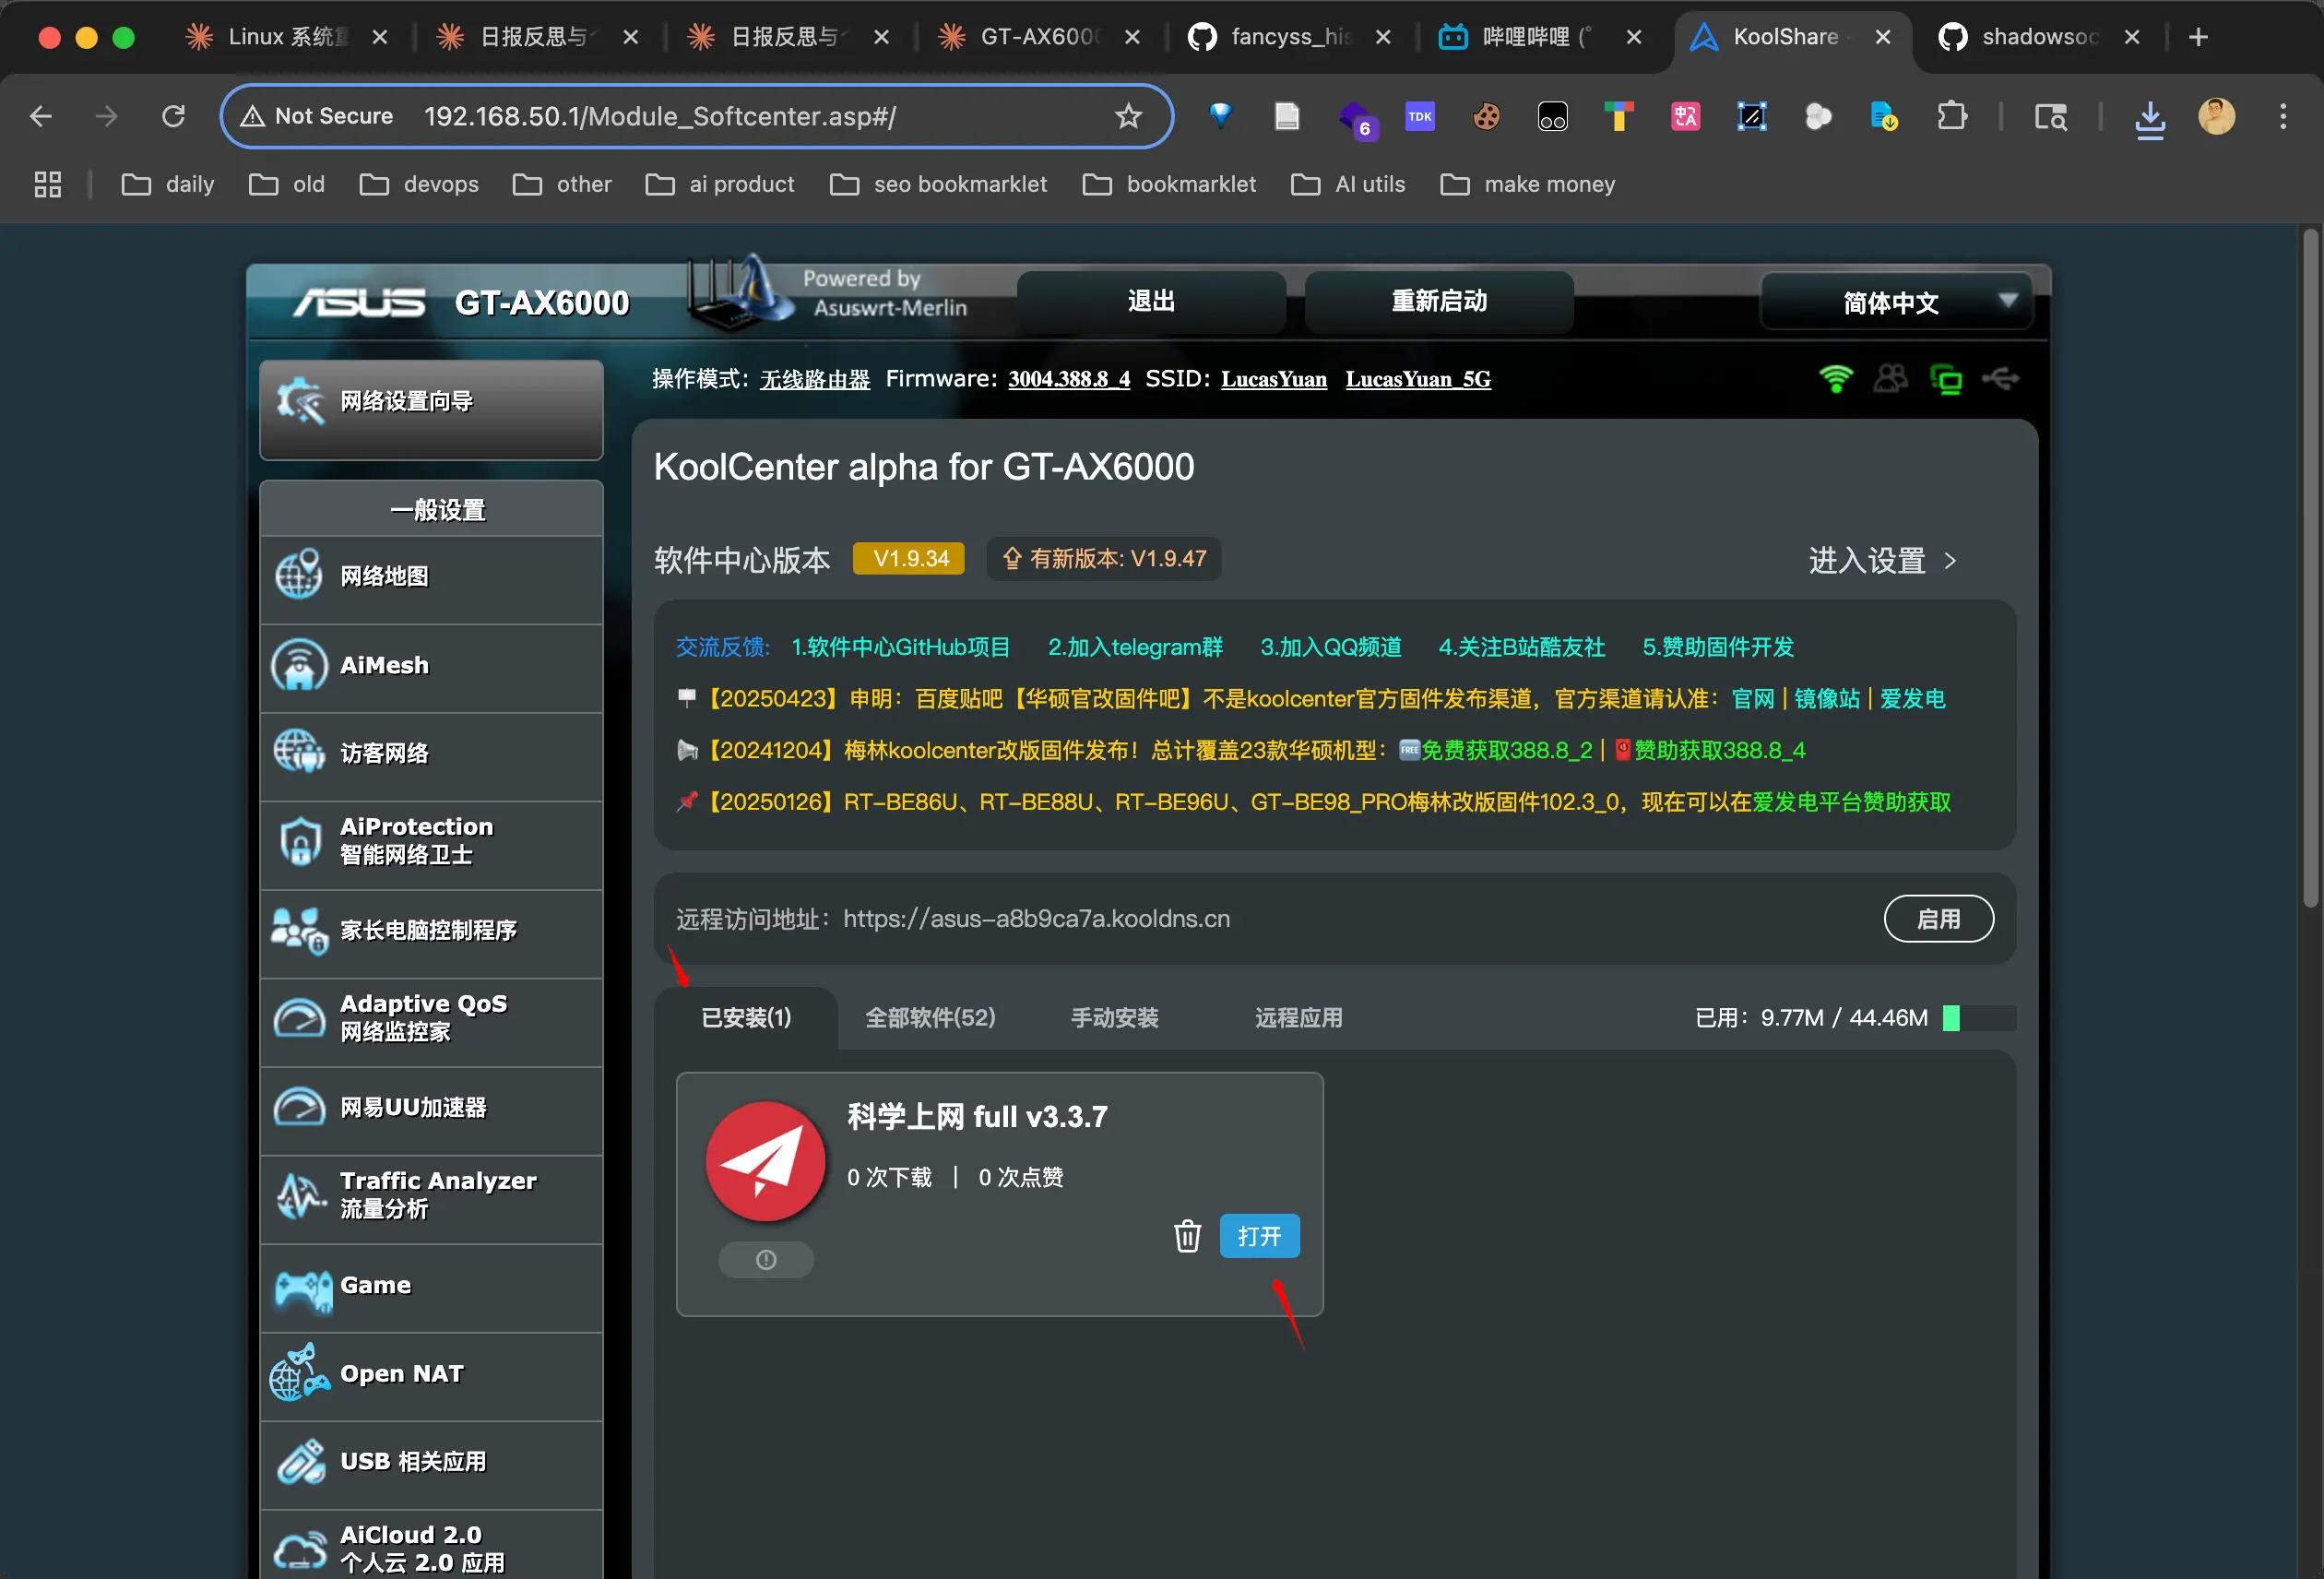 Linux 系统
日报反思与
日报反思与
GT-AX600
fancyss_his
哔哩哔哩 (゜
KoolShare -
shadowsoc
Not Secure 192.168.50.1/Module_Softcenter.asp#/
6
TDK
daily
old
devops
other
ai product
seo bookmarklet
bookmarklet
AI utils
make money
ASUS GT-AX6000
Powered by
Asuswrt-Merlin
退出
重新启动
简体中文
操作模式: 无线路由器 Firmware: 3004.388.8_4 SSID: LucasYuan LucasYuan_5G
网络设置向导
一般设置
网络地图
AiMesh
访客网络
AiProtection
智能网络卫士
家长电脑控制程序
Adaptive QoS
网络监控家
网易UU加速器
Traffic Analyzer
流量分析
Game
Open NAT
USB 相关应用
AiCloud 2.0
个人云 2.0 应用
KoolCenter alpha for GT-AX6000
软件中心版本 V1.9.34 有新版本: V1.9.47 进入设置 >
交流反馈: 1.软件中心GitHub项目 2.加入telegram群 3.加入QQ频道 4.关注B站酷友社 5.赞助固件开发
【20250423】申明：百度贴吧【华硕官改固件吧】不是koolcenter官方固件发布渠道，官方渠道请认准：官网 | 镜像站 | 爱发电
【20241204】梅林koolcenter改版固件发布！总计覆盖23款华硕机型：🆓免费获取388.8_2 | 🧧赞助获取388.8_4
【20250126】RT-BE86U、RT-BE88U、RT-BE96U、GT-BE98_PRO梅林改版固件102.3_0，现在可以在爱发电平台赞助获取
远程访问地址：https://asus-a8b9ca7a.kooldns.cn 启用
已安装(1) 全部软件(52) 手动安装 远程应用 已用：9.77M / 44.46M
科学上网 full v3.3.7
0 次下载 | 0 次点赞
打开